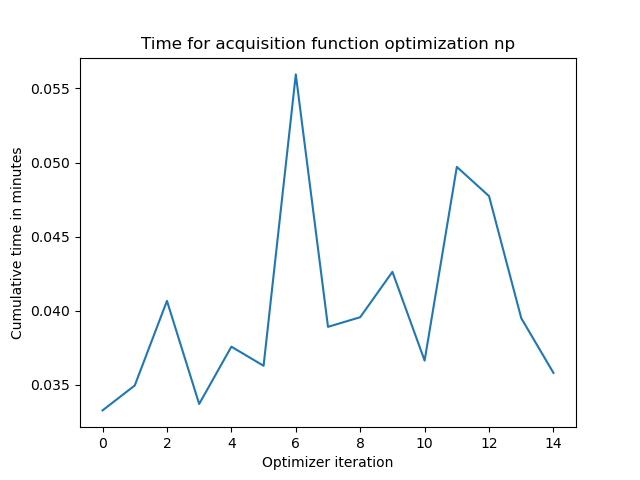 Time for acquisition function optimization np
Cumulative time in minutes
0.055
0.050
0.045
0.040
0.035
0 2 4 6 8 10 12 14
Optimizer iteration